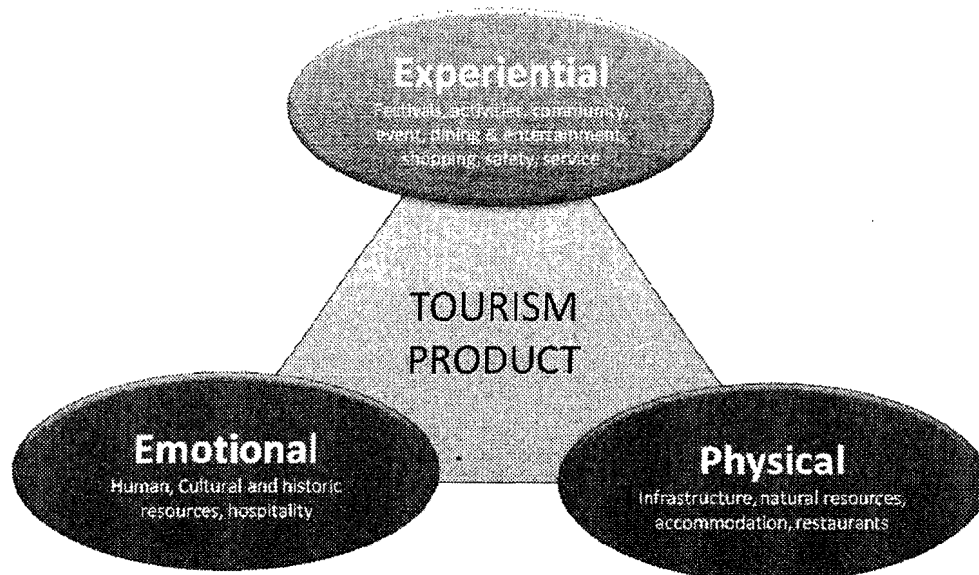 Experiential
Festivals, activities, community,
event, dining & entertainment,
shopping, safety, service
TOURISM
PRODUCT
Emotional
Human, Cultural and historic
resources, hospitality
Physical
Infrastructure, natural resources,
accommodation, restaurants